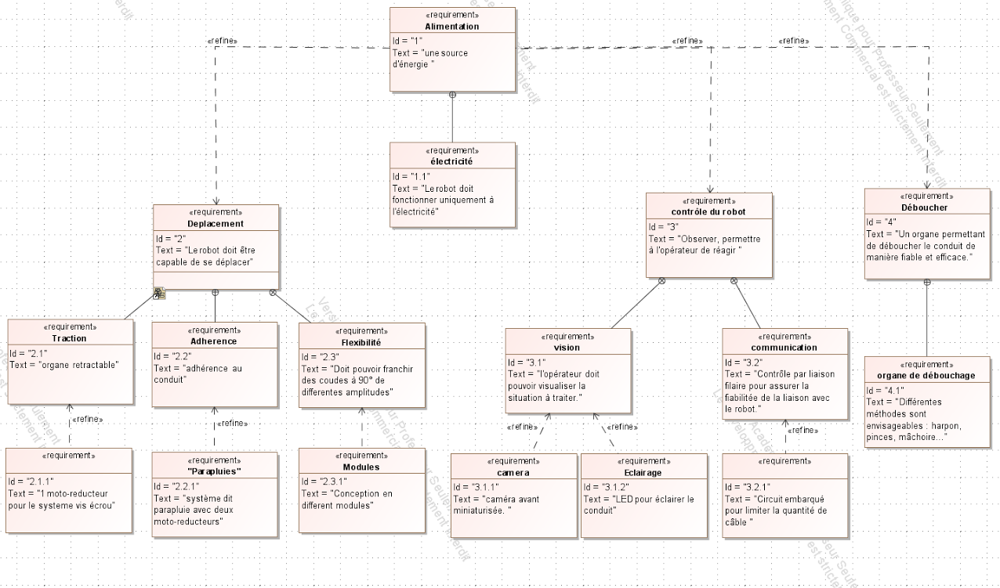 «requirement»
Alimentation
Id = "1"
Text = "une source
d'énergie "
«refine»
«refine»
«refine»
«requirement»
électricité
Id = "1.1"
Text = "Le robot doit
fonctionner uniquement à
l'électricité"
«requirement»
Deplacement
Id = "2"
Text = "Le robot doit être
capable de se déplacer"
«requirement»
contrôle du robot
Id = "3"
Text = "Observer, permettre
à l'opérateur de réagir "
«requirement»
Déboucher
Id = "4"
Text = "Un organe permettant
de déboucher le conduit de
manière fiable et efficace."
«requirement»
Traction
Id = "2.1"
Text = "organe retractable"
«requirement»
Adherence
Id = "2.2"
Text = "adhérence au
conduit"
«requirement»
Flexibilité
Id = "2.3"
Text = "Doit pouvoir franchir
des coudes à 90° de
differentes amplitudes"
«requirement»
vision
Id = "3.1"
Text = "l'opérateur doit
pouvoir visualiser la
situation à traiter."
«requirement»
communication
Id = "3.2"
Text = "Contrôle par liaison
filaire pour assurer la
fiabilitée de la liaison avec
le robot."
«requirement»
organe de débouchage
Id = "4.1"
Text = "Différentes
méthodes sont
envisageables : harpon,
pinces, mâchoire..."
«refine»
«refine»
«refine»
«refine»
«refine»
«requirement»
Id = "2.1.1"
Text = "1 moto-reducteur
pour le systeme vis écrou"
«requirement»
"Parapluies"
Id = "2.2.1"
Text = "système dit
parapluie avec deux
moto-reducteurs"
«requirement»
Modules
Id = "2.3.1"
Text = "Conception en
different modules"
«requirement»
camera
Id = "3.1.1"
Text = "caméra avant
miniaturisée. "
«requirement»
Eclairage
Id = "3.1.2"
Text = "LED pour éclairer le
conduit"
«requirement»
Id = "3.2.1"
Text = "Circuit embarqué
pour limiter la quantité de
câble "